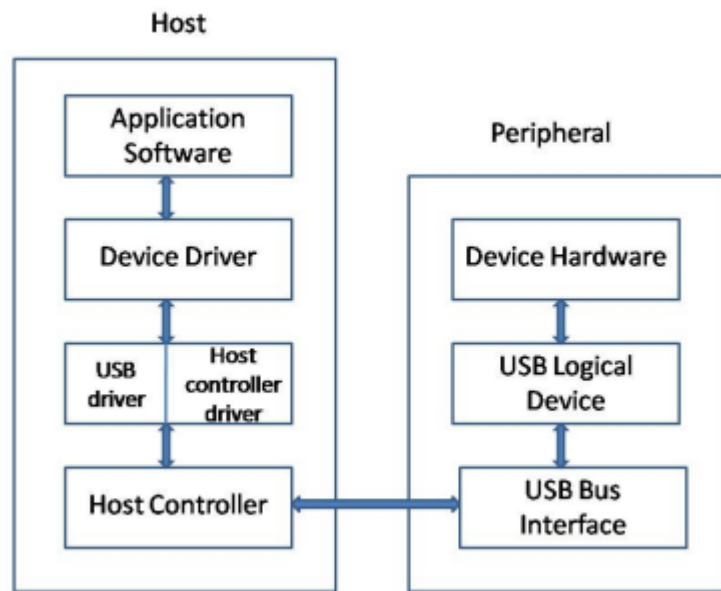 Host
Application
Software
Device Driver
USB
driver
Host
controller
driver
Host Controller
Peripheral
Device Hardware
USB Logical
Device
USB Bus
Interface